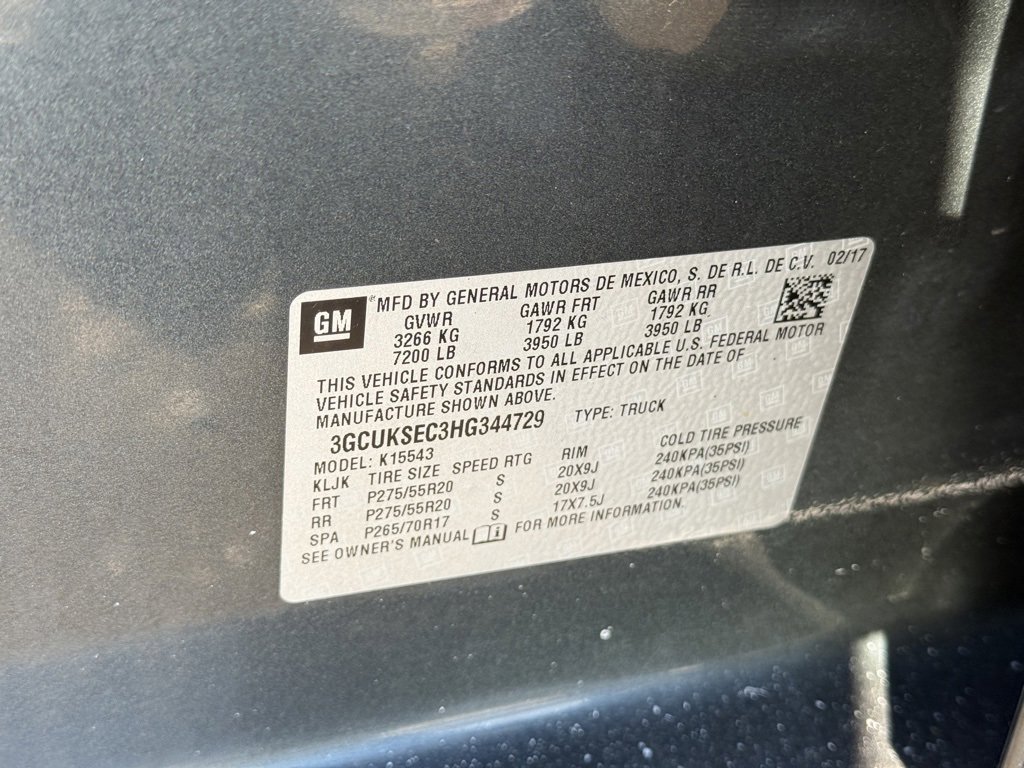 GM ® MFD BY GENERAL MOTORS DE MEXICO, S. DE R.L. DE C.V. 02/17
GVWR GAWR FRT GAWR RR
3266 KG 1792 KG 1792 KG
7200 LB 3950 LB 3950 LB
THIS VEHICLE CONFORMS TO ALL APPLICABLE U.S. FEDERAL MOTOR
VEHICLE SAFETY STANDARDS IN EFFECT ON THE DATE OF
MANUFACTURE SHOWN ABOVE.
3GCUKSEC3HG344729 TYPE: TRUCK
MODEL: K15543
KLJK TIRE SIZE SPEED RTG RIM COLD TIRE PRESSURE
FRT P275/55R20 S 20X9J 240KPA(35PSI)
RR P275/55R20 S 20X9J 240KPA(35PSI)
SPA P265/70R17 S 17X7.5J 240KPA(35PSI)
SEE OWNER'S MANUAL i FOR MORE INFORMATION.